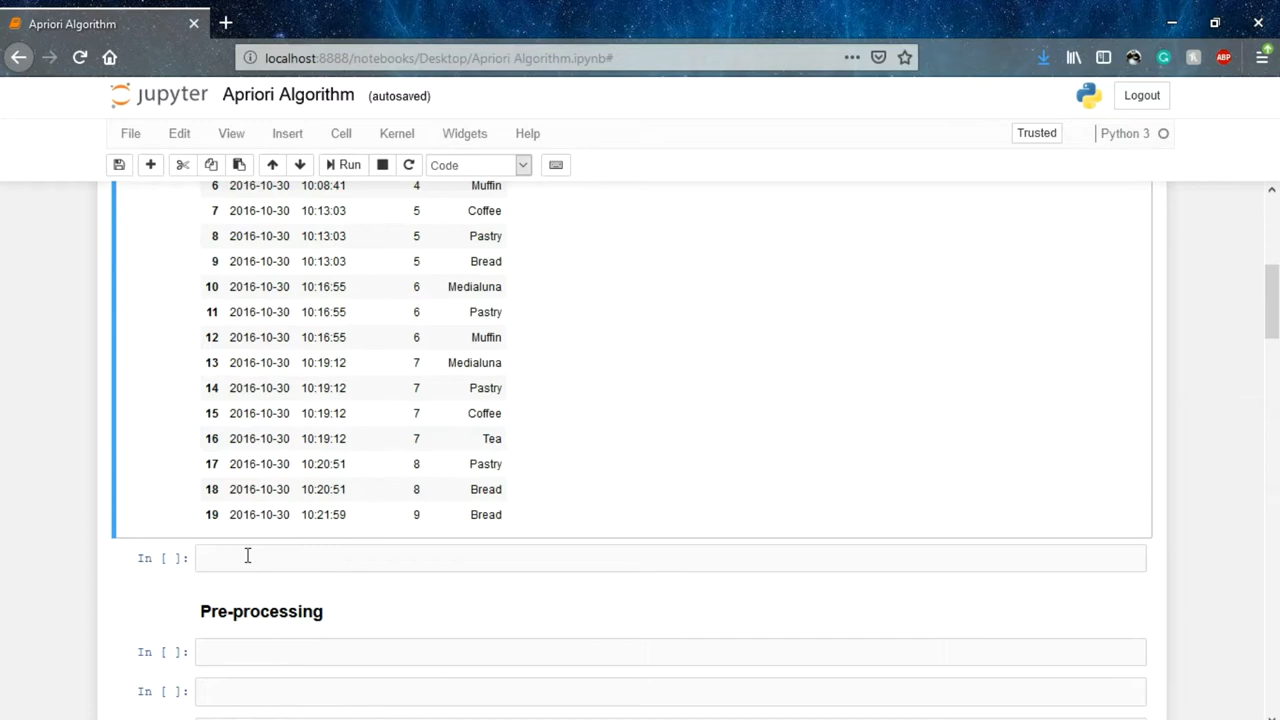 Apriori Algorithm
localhost:8888/notebooks/Desktop/Apriori Algorithm.ipynb#
ABP
jupyter Apriori Algorithm (autosaved) Logout
File Edit View Insert Cell Kernel Widgets Help Trusted Python 3
Run Code
6 2016-10-30 10:08:41 4 Muffin
7 2016-10-30 10:13:03 5 Coffee
8 2016-10-30 10:13:03 5 Pastry
9 2016-10-30 10:13:03 5 Bread
10 2016-10-30 10:16:55 6 Medialuna
11 2016-10-30 10:16:55 6 Pastry
12 2016-10-30 10:16:55 6 Muffin
13 2016-10-30 10:19:12 7 Medialuna
14 2016-10-30 10:19:12 7 Pastry
15 2016-10-30 10:19:12 7 Coffee
16 2016-10-30 10:19:12 7 Tea
17 2016-10-30 10:20:51 8 Pastry
18 2016-10-30 10:20:51 8 Bread
19 2016-10-30 10:21:59 9 Bread
In [ ]:
Pre-processing
In [ ]:
In [ ]: